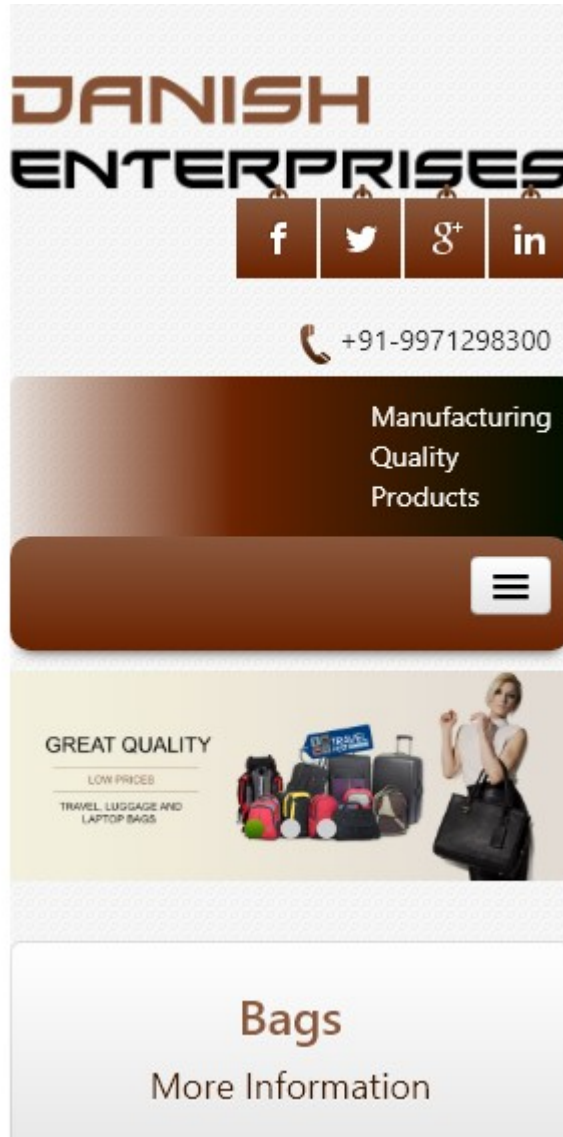 DANISH
ENTERPRISES
f g+ in
+91-9971298300
Manufacturing
Quality
Products
GREAT QUALITY
LOW PRICES
TRAVEL, LUGGAGE AND
LAPTOP BAGS
TRAVEL
Bags
More Information